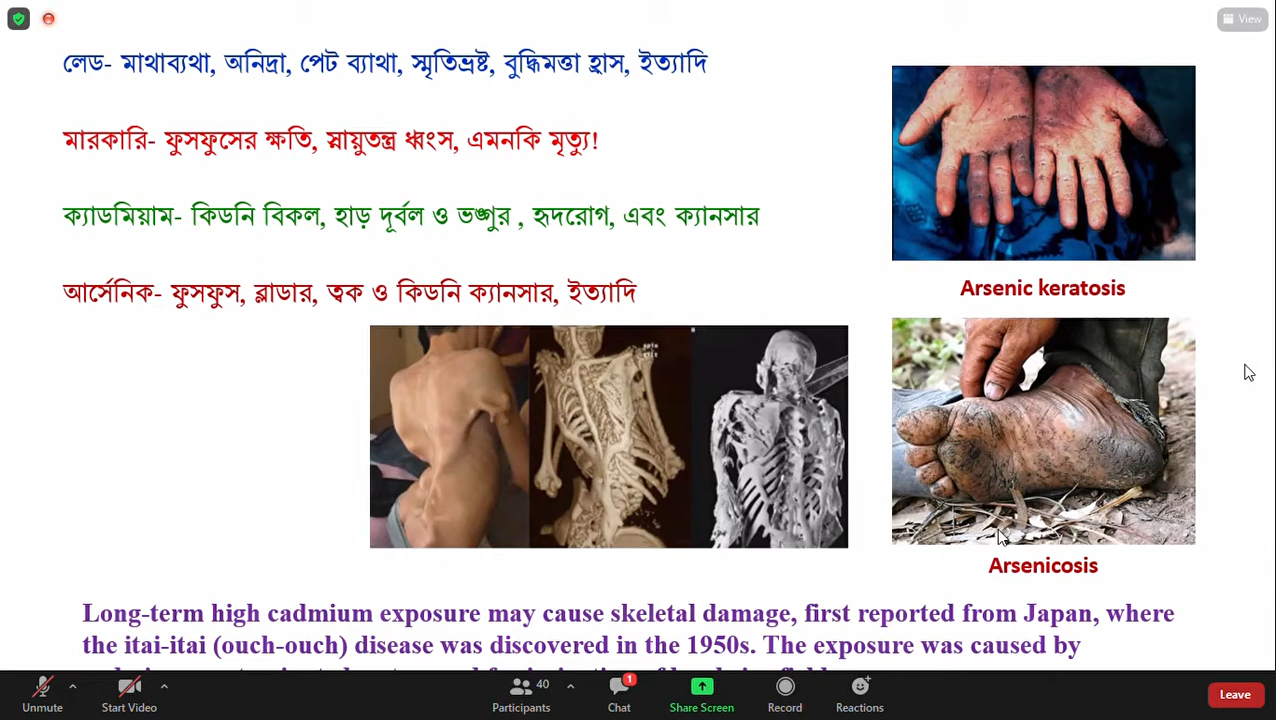 View
লেড- মাথাব্যথা, অনিদ্রা, পেট ব্যাথা, স্মৃতিভ্রষ্ট, বুদ্ধিমত্তা হ্রাস, ইত্যাদি
মারকারি- ফুসফুসের ক্ষতি, স্নায়ুতন্ত্র ধ্বংস, এমনকি মৃত্যু!
ক্যাডমিয়াম- কিডনি বিকল, হাড় দূর্বল ও ভঙ্গুর , হৃদরোগ, এবং ক্যানসার
আর্সেনিক- ফুসফুস, ব্লাডার, ত্বক ও কিডনি ক্যানসার, ইত্যাদি
Arsenic keratosis
Arsenicosis
Long-term high cadmium exposure may cause skeletal damage, first reported from Japan, where
the itai-itai (ouch-ouch) disease was discovered in the 1950s. The exposure was caused by
40
1
Unmute
Start Video
Participants
Chat
Share Screen
Record
Reactions
Leave